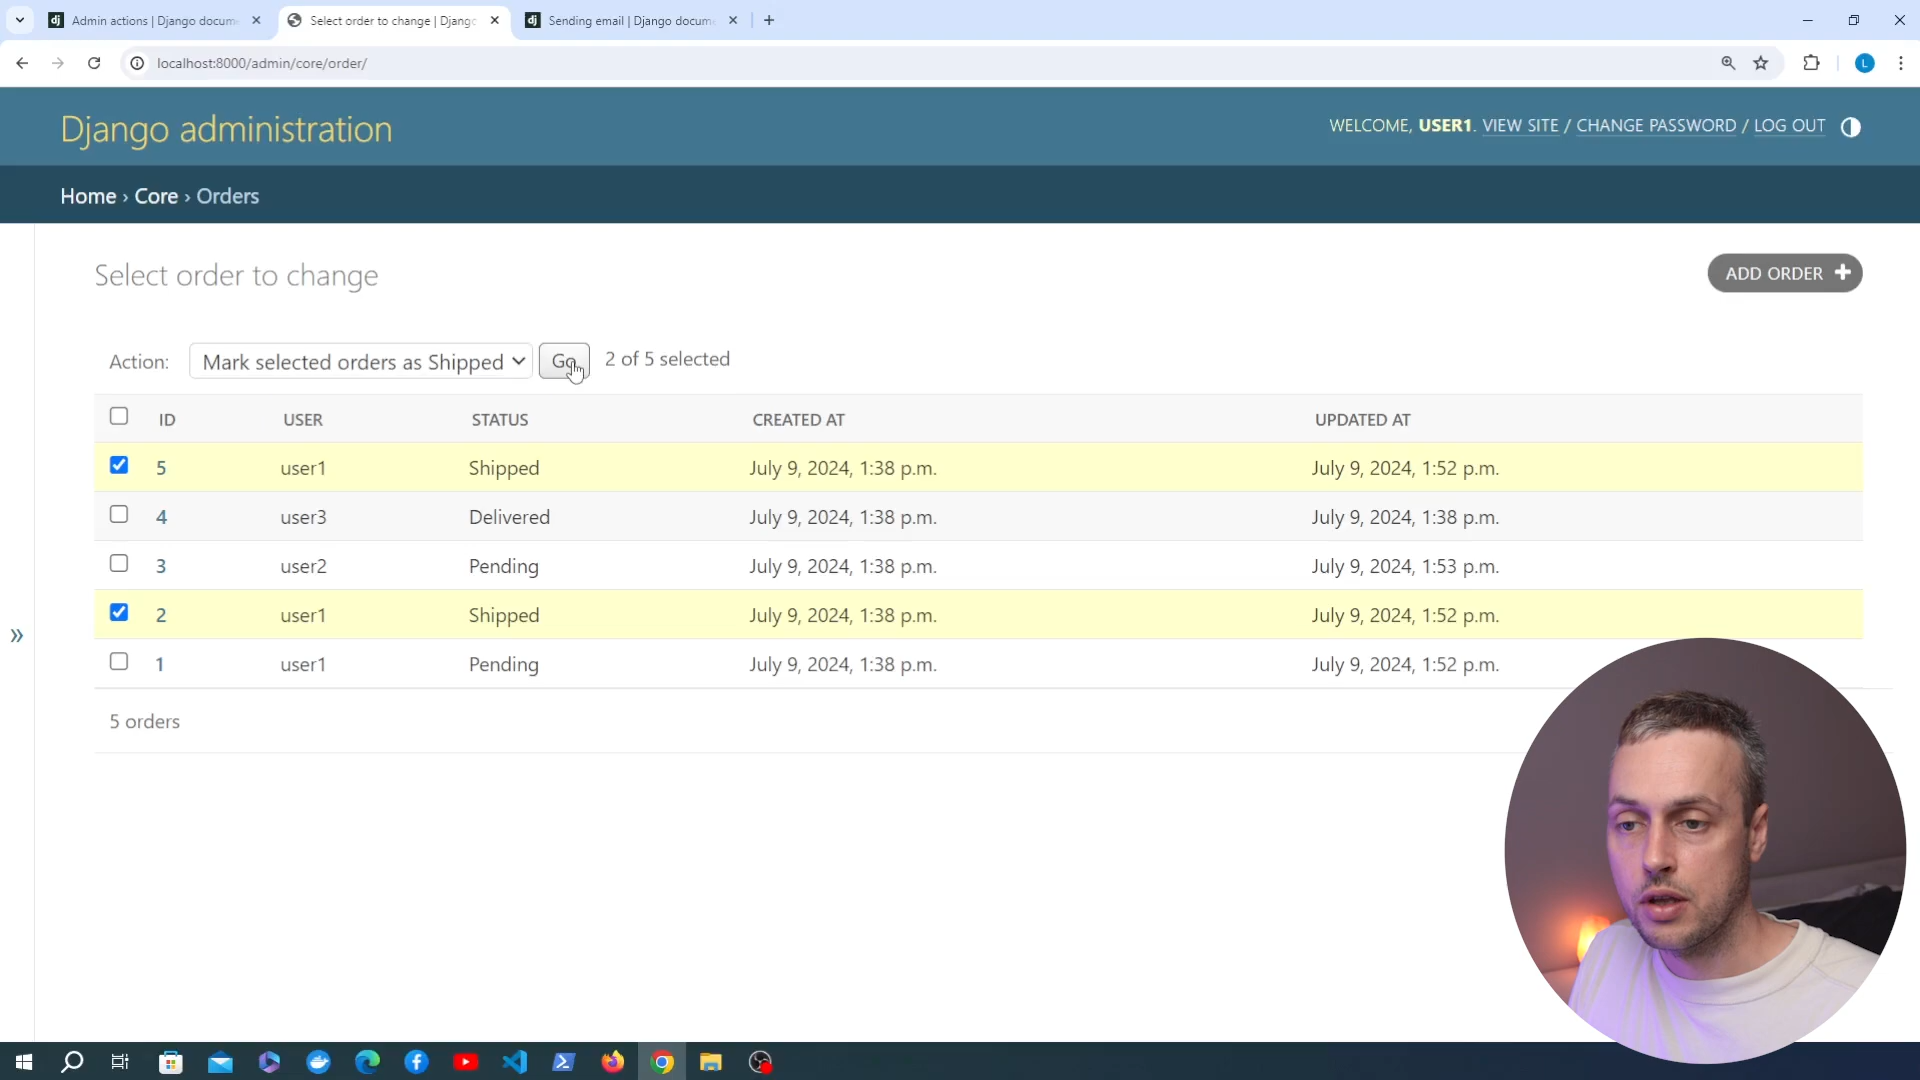 Admin actions | Django docum
Select order to change | Djang
Sending email | Django docum
localhost:8000/admin/core/order/
L
Django administration
WELCOME, USER1. VIEW SITE / CHANGE PASSWORD / LOG OUT
Home › Core › Orders
Select order to change
ADD ORDER +
Action: Mark selected orders as Shipped Go 2 of 5 selected
ID USER STATUS CREATED AT UPDATED AT
5 user1 Shipped July 9, 2024, 1:38 p.m. July 9, 2024, 1:52 p.m.
4 user3 Delivered July 9, 2024, 1:38 p.m. July 9, 2024, 1:38 p.m.
3 user2 Pending July 9, 2024, 1:38 p.m. July 9, 2024, 1:53 p.m.
2 user1 Shipped July 9, 2024, 1:38 p.m. July 9, 2024, 1:52 p.m.
1 user1 Pending July 9, 2024, 1:38 p.m. July 9, 2024, 1:52 p.m.
»
5 orders